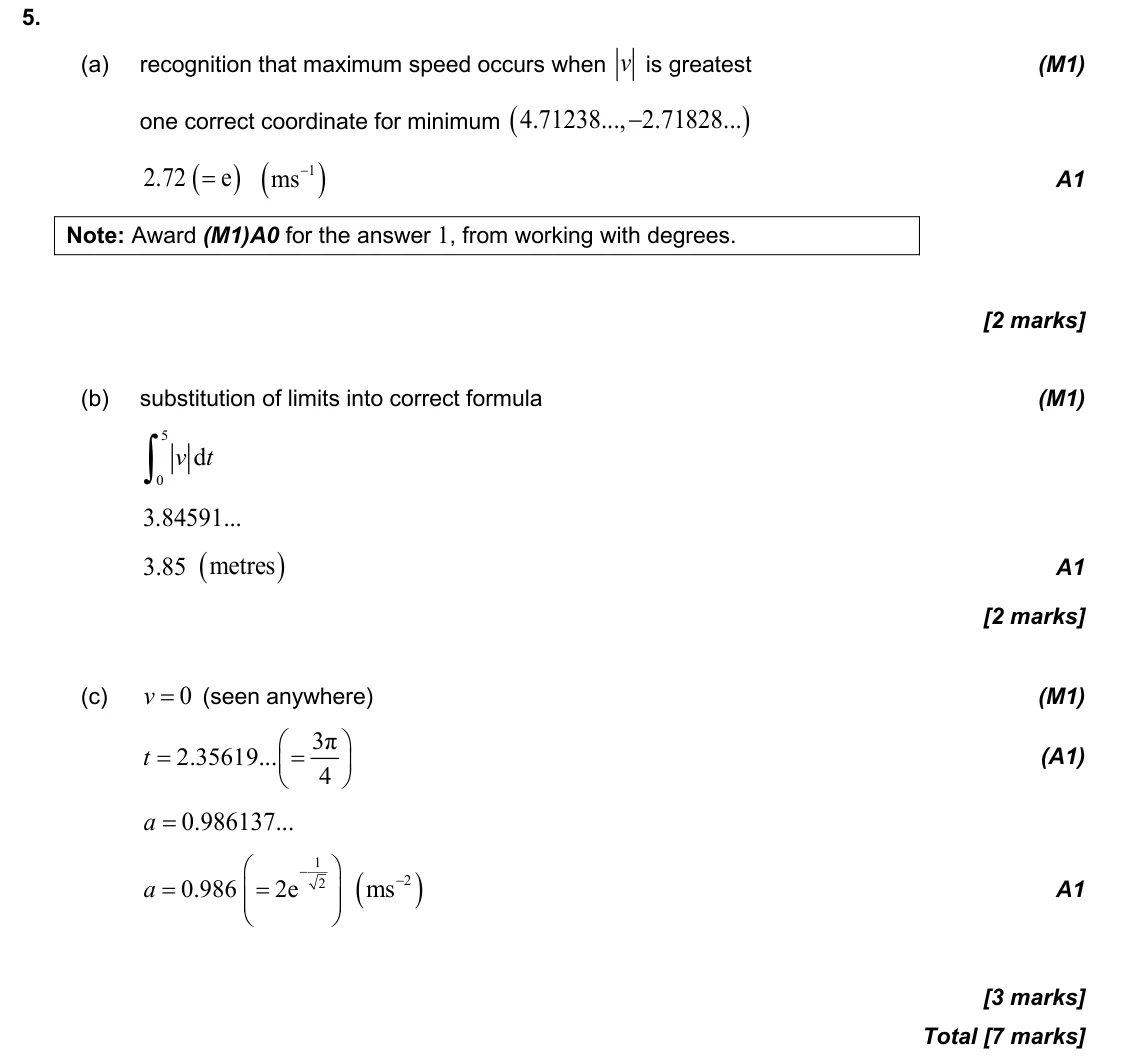 5.
(a) recognition that maximum speed occurs when |v| is greatest (M1)
one correct coordinate for minimum (4.71238...,−2.71828...)
2.72 (= e) (ms⁻¹) A1
Note: Award (M1)A0 for the answer 1, from working with degrees.
[2 marks]
(b) substitution of limits into correct formula (M1)
∫₀⁵ |v| dt
3.84591...
3.85 (metres) A1
[2 marks]
(c) v = 0 (seen anywhere) (M1)
t = 2.35619... (= 3π/4) (A1)
a = 0.986137...
a = 0.986 (= 2e^(−1/√2)) (ms⁻²) A1
[3 marks]
Total [7 marks]